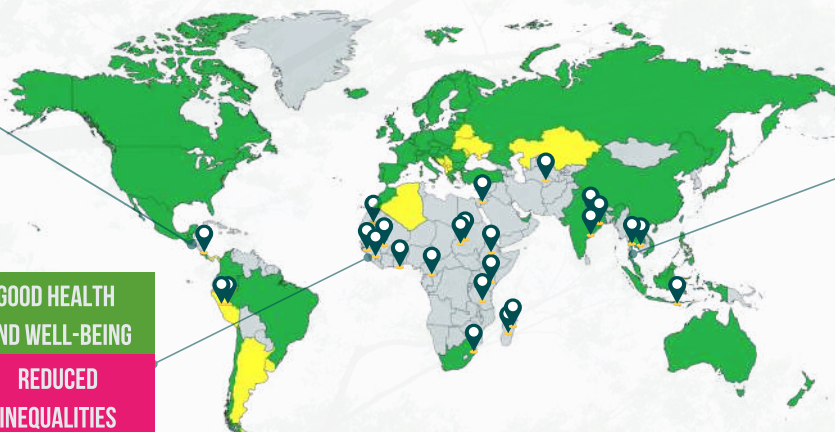 GOOD HEALTH
ND WELL-BEING
REDUCED
INEQUALITIES